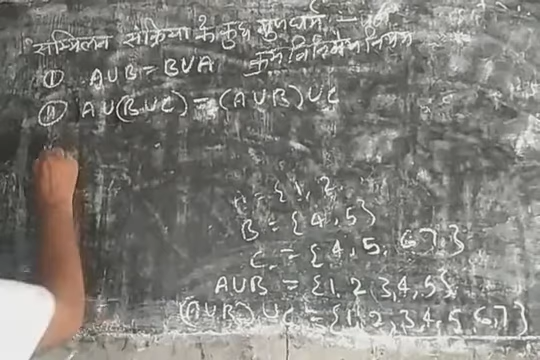 सम्मिलन संक्रिया के कुछ गुणधर्म :-
① A∪B = B∪A क्रम विनिमेय नियम
② A∪(B∪C) = (A∪B)∪C
A = {1, 2,
B = {4, 5}
C = {4, 5, 6, 7, }
A∪B = {1, 2, 3, 4, 5}
(A∪B)∪C = {1, 2, 3, 4, 5, 6, 7}